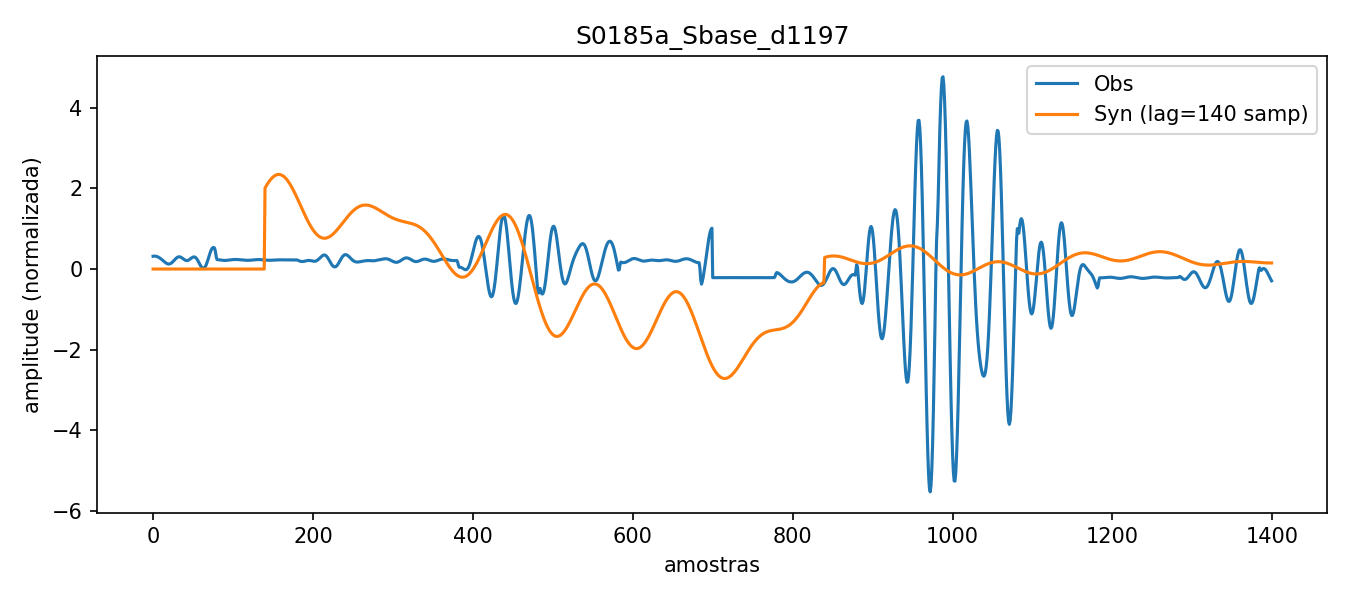 S0185a_Sbase_d1197
Obs
Syn (lag=140 samp)
amplitude (normalizada)
4
2
0
−2
−4
−6
0 200 400 600 800 1000 1200 1400
amostras